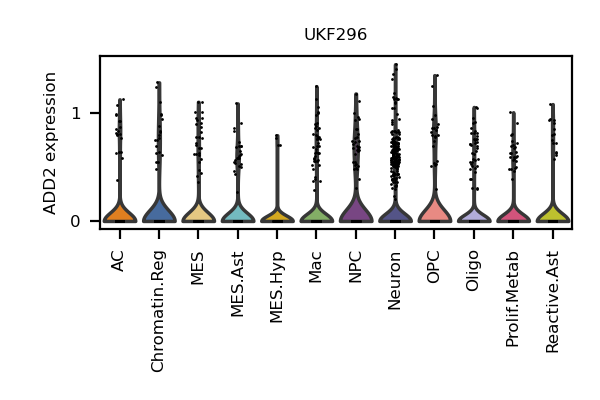 UKF296
ADD2 expression
1
0
AC
Chromatin.Reg
MES
MES.Ast
MES.Hyp
Mac
NPC
Neuron
OPC
Oligo
Prolif.Metab
Reactive.Ast